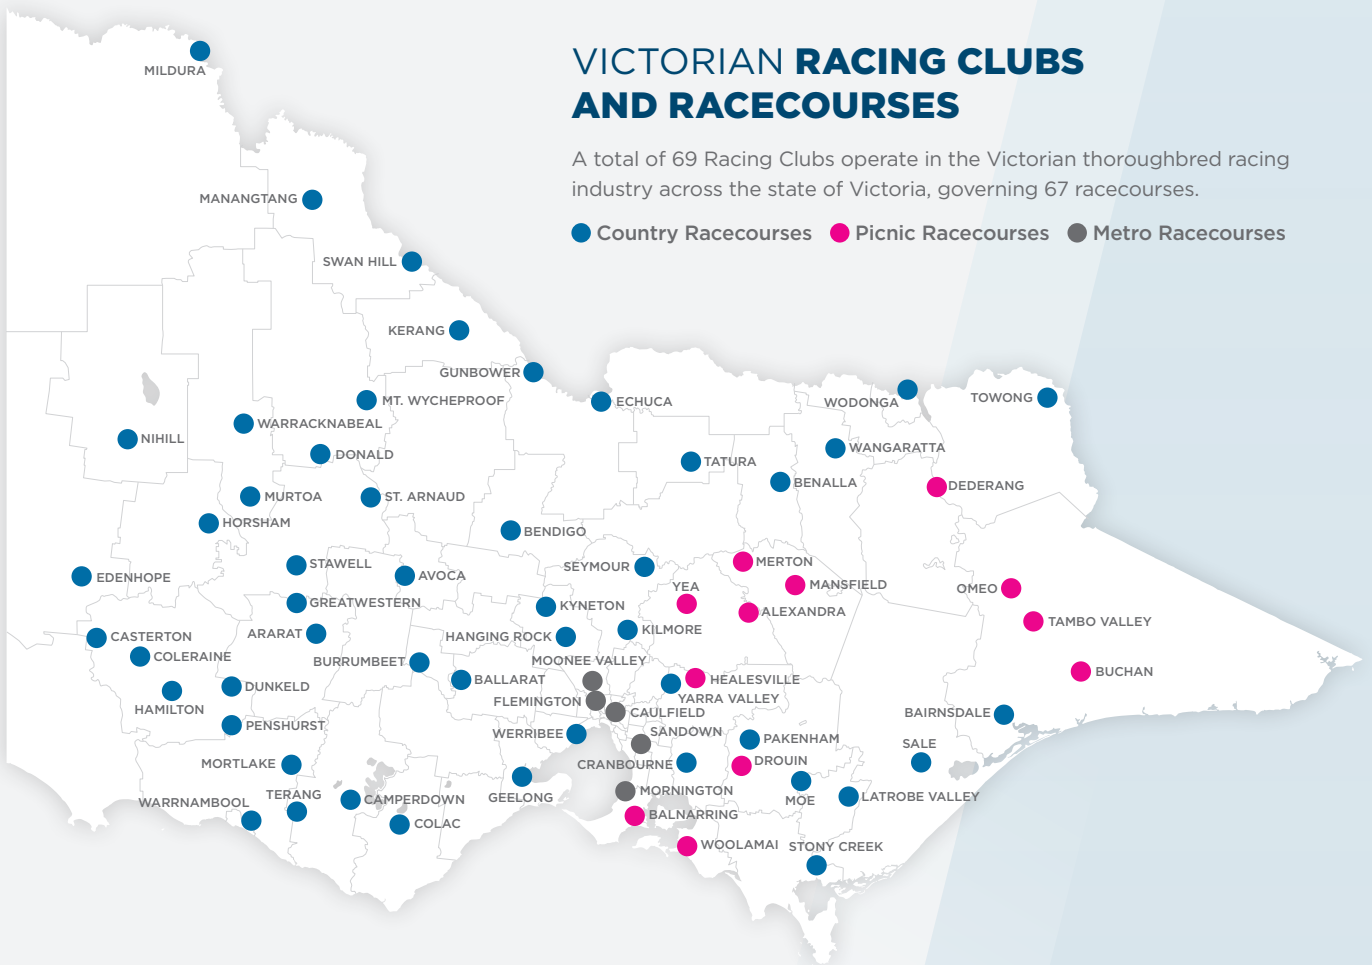 VICTORIAN RACING CLUBS
AND RACECOURSES
A total of 69 Racing Clubs operate in the Victorian thoroughbred racing
industry across the state of Victoria, governing 67 racecourses.
Country Racecourses Picnic Racecourses Metro Racecourses
MILDURA
MANANGTANG
SWAN HILL
KERANG
GUNBOWER
MT. WYCHEPROOF
ECHUCA
WODONGA
TOWONG
WARRACKNABEAL
NIHILL
DONALD
WANGARATTA
TATURA
BENALLA
DEDERANG
MURTOA
ST. ARNAUD
HORSHAM
BENDIGO
STAWELL
SEYMOUR
MERTON
EDENHOPE
AVOCA
YEA
MANSFIELD
OMEO
GREATWESTERN
KYNETON
ALEXANDRA
TAMBO VALLEY
ARARAT
HANGING ROCK
KILMORE
CASTERTON
COLERAINE
BURRUMBEET
MOONEE VALLEY
BUCHAN
BALLARAT
HEALESVILLE
DUNKELD
YARRA VALLEY
HAMILTON
FLEMINGTON
CAULFIELD
BAIRNSDALE
PENSHURST
WERRIBEE
SANDOWN
PAKENHAM
SALE
MORTLAKE
CRANBOURNE
DROUIN
TERANG
GEELONG
MORNINGTON
MOE
LATROBE VALLEY
WARRNAMBOOL
CAMPERDOWN
BALNARRING
COLAC
WOOLAMAI
STONY CREEK